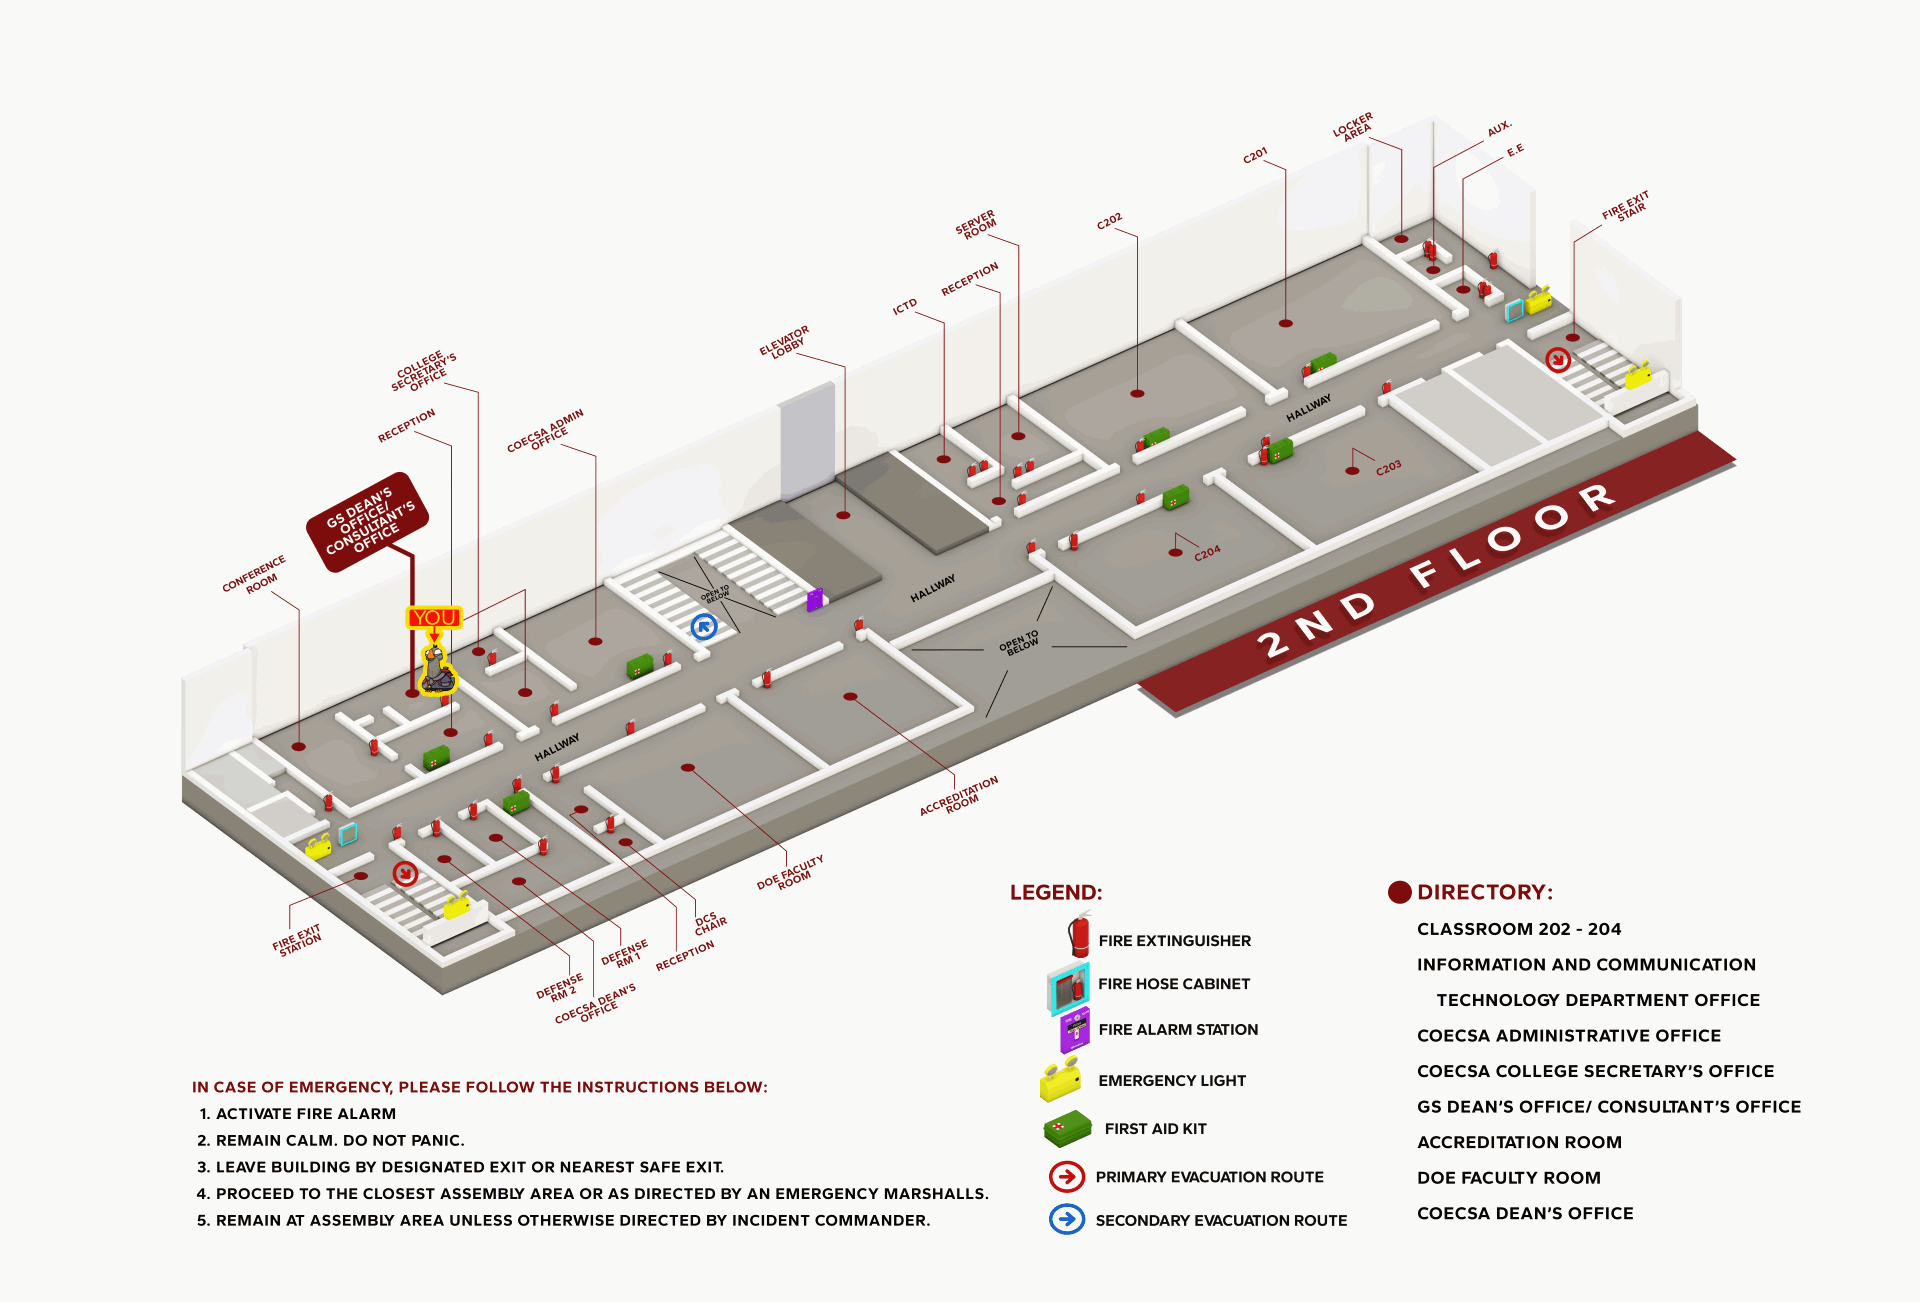 LOCKER
AREA
AUX.
E.E
C201
FIRE EXIT
STAIR
SERVER
ROOM
C202
RECEPTION
ICTD
ELEVATOR
LOBBY
COLLEGE
SECRETARY'S
OFFICE
RECEPTION
COECSA ADMIN
OFFICE
GS DEAN'S
OFFICE/
CONSULTANT'S
OFFICE
CONFERENCE
ROOM
YOU
OPEN TO
BELOW
HALLWAY
HALLWAY
HALLWAY
OPEN TO
BELOW
C203
C204
2ND FLOOR
ACCREDITATION
ROOM
DOE FACULTY
ROOM
DCS
CHAIR
RECEPTION
DEFENSE
RM 1
DEFENSE
RM 2
COECSA DEAN'S
OFFICE
FIRE EXIT
STATION
IN CASE OF EMERGENCY, PLEASE FOLLOW THE INSTRUCTIONS BELOW:
1. ACTIVATE FIRE ALARM
2. REMAIN CALM. DO NOT PANIC.
3. LEAVE BUILDING BY DESIGNATED EXIT OR NEAREST SAFE EXIT.
4. PROCEED TO THE CLOSEST ASSEMBLY AREA OR AS DIRECTED BY AN EMERGENCY MARSHALLS.
5. REMAIN AT ASSEMBLY AREA UNLESS OTHERWISE DIRECTED BY INCIDENT COMMANDER.
LEGEND:
FIRE EXTINGUISHER
FIRE HOSE CABINET
FIRE ALARM STATION
EMERGENCY LIGHT
FIRST AID KIT
PRIMARY EVACUATION ROUTE
SECONDARY EVACUATION ROUTE
DIRECTORY:
CLASSROOM 202 - 204
INFORMATION AND COMMUNICATION
TECHNOLOGY DEPARTMENT OFFICE
COECSA ADMINISTRATIVE OFFICE
COECSA COLLEGE SECRETARY'S OFFICE
GS DEAN'S OFFICE/ CONSULTANT'S OFFICE
ACCREDITATION ROOM
DOE FACULTY ROOM
COECSA DEAN'S OFFICE